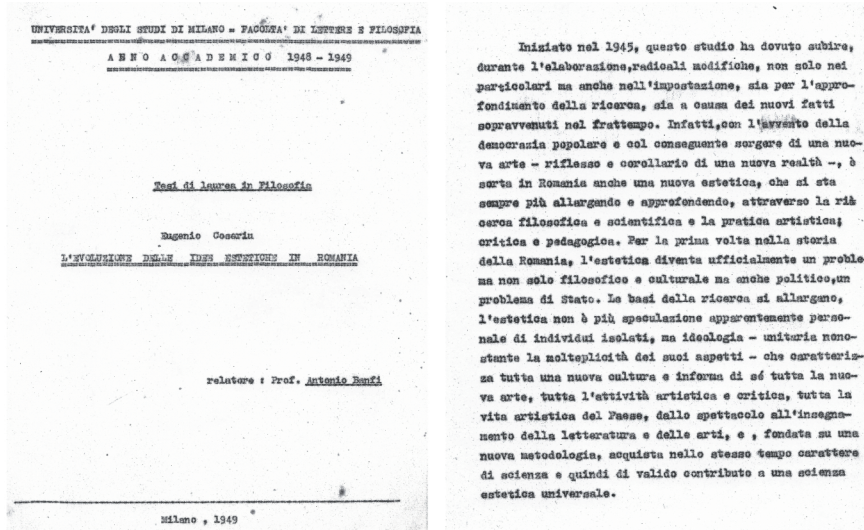 UNIVERSITA' DEGLI STUDI DI MILANO = FACOLTA' DI LETTERE E FILOSOFIA
ANNO ACCADEMICO 1948 - 1949
Tesi di laurea in Filosofia
Eugenio Coseriu
L'EVOLUZIONE DELLE IDEE ESTETICHE IN ROMANIA
relatore : Prof. Antonio Banfi
Milano , 1949
Iniziato nel 1945, questo studio ha dovuto subire,
durante l'elaborazione,radicali modifiche, non solo nei
particolari ma anche nell'impostazione, sia per l'appro-
fondimento della ricerca, sia a causa dei nuovi fatti
sopravvenuti nel frattempo. Infatti,con l'avvento della
democrazia popolare e col conseguente sorgere di una nuo-
va arte - riflesso e corollario di una nuova realtà -, è
sorta in Romania anche una nuova estetica, che si sta
sempre più allargando e approfondendo, attraverso la ri
cerca filosofica e scientifica e la pratica artistica,
critica e pedagogica. Per la prima volta nella storia
della Romania, l'estetica diventa ufficialmente un proble
ma non solo filosofico e culturale ma anche politico,un
problema di Stato. Le basi della ricerca si allargano,
l'estetica non è più speculazione apparentemente perso-
nale di individui isolati, ma ideologia - unitaria nono-
stante la molteplicità dei suoi aspetti - che caratteriz-
za tutta una nuova cultura e informa di sé tutta la nuo-
va arte, tutta l'attività artistica e critica, tutta la
vita artistica del Paese, dallo spettacolo all'insegna-
mento della letteratura e delle arti, e , fondata su una
nuova metodologia, acquista nello stesso tempo carattere
di scienza e quindi di valido contributo a una scienza
estetica universale.